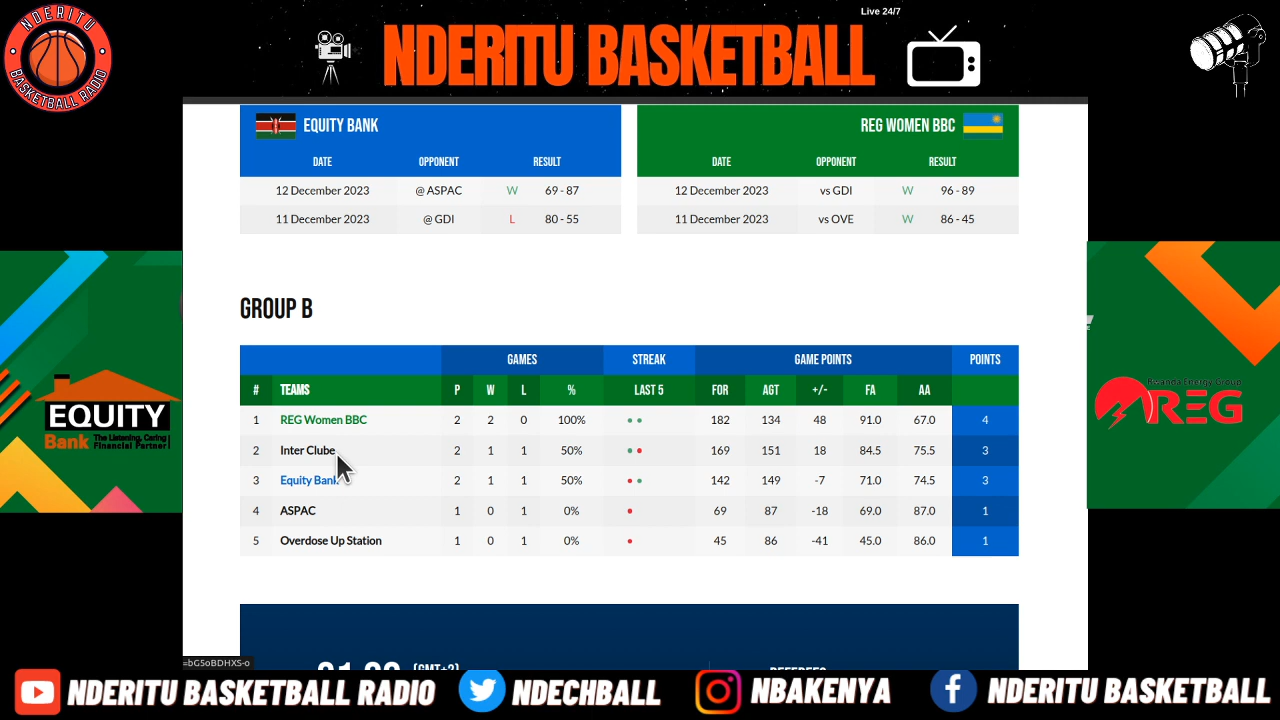 Live 24/7
NDERITU
BASKETBALL RADIO
NDERITU BASKETBALL
EQUITY BANK
DATE OPPONENT RESULT
12 December 2023 @ ASPAC W 69 - 87
11 December 2023 @ GDI L 80 - 55
REG WOMEN BBC
DATE OPPONENT RESULT
12 December 2023 vs GDI W 96 - 89
11 December 2023 vs OVE W 86 - 45
GROUP B
GAMES STREAK GAME POINTS POINTS
# TEAMS P W L % LAST 5 FOR AGT +/- FA AA
1 REG Women BBC 2 2 0 100% 182 134 48 91.0 67.0 4
2 Inter Clube 2 1 1 50% 169 151 18 84.5 75.5 3
3 Equity Bank 2 1 1 50% 142 149 -7 71.0 74.5 3
4 ASPAC 1 0 1 0% 69 87 -18 69.0 87.0 1
5 Overdose Up Station 1 0 1 0% 45 86 -41 45.0 86.0 1
EQUITY
Bank The Listening, Caring
Financial Partner
Rwanda Energy Group
REG
(GMT+2)
REFEREES
=bG5oBDHXS-o
NDERITU BASKETBALL RADIO NDECHBALL NBAKENYA NDERITU BASKETBALL